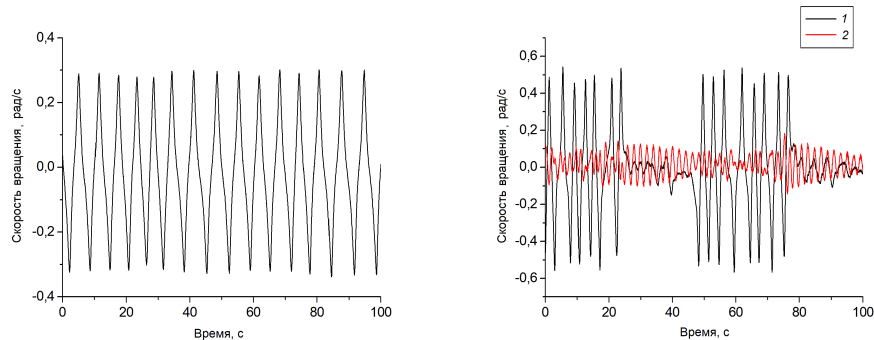 Скорость вращения, рад/с
0,4
0,2
0,0
-0,2
-0,4
0 20 40 60 80 100
Время, с
1
2
Скорость вращения, рад/с
0,6
0,4
0,2
0,0
-0,2
-0,4
-0,6
0 20 40 60 80 100
Время, с